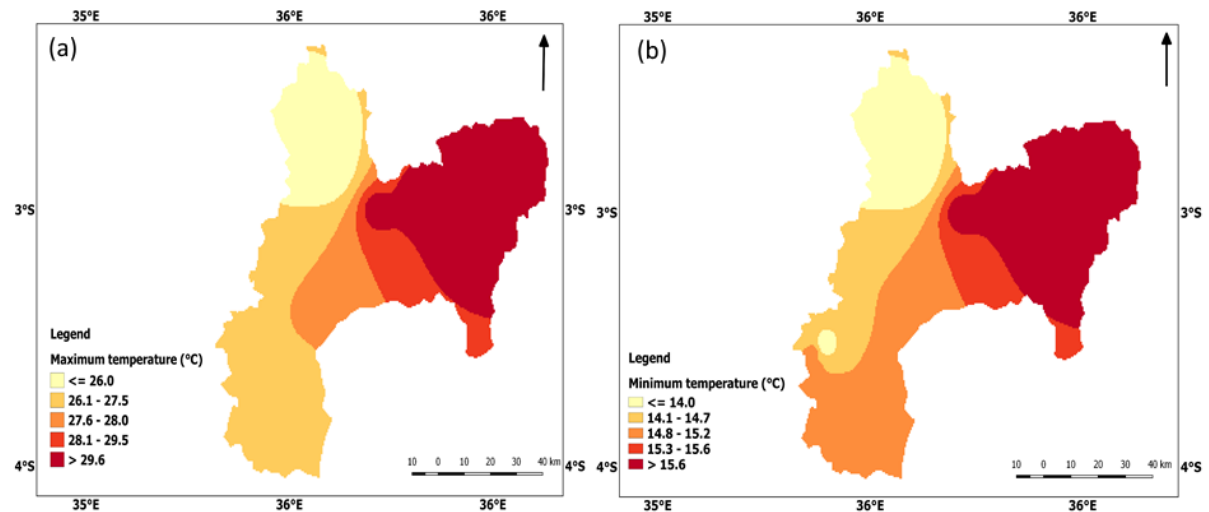 35°E 36°E 36°E
(a)
3°S 3°S
Legend
Maximum temperature (°C)
<= 26.0
26.1 - 27.5
27.6 - 28.0
28.1 - 29.5
> 29.6
10 0 10 20 30 40 km
4°S 4°S
35°E 36°E 36°E
35°E 36°E 36°E
(b)
3°S 3°S
Legend
Minimum temperature (°C)
<= 14.0
14.1 - 14.7
14.8 - 15.2
15.3 - 15.6
> 15.6
10 0 10 20 30 40 km
4°S 4°S
35°E 36°E 36°E